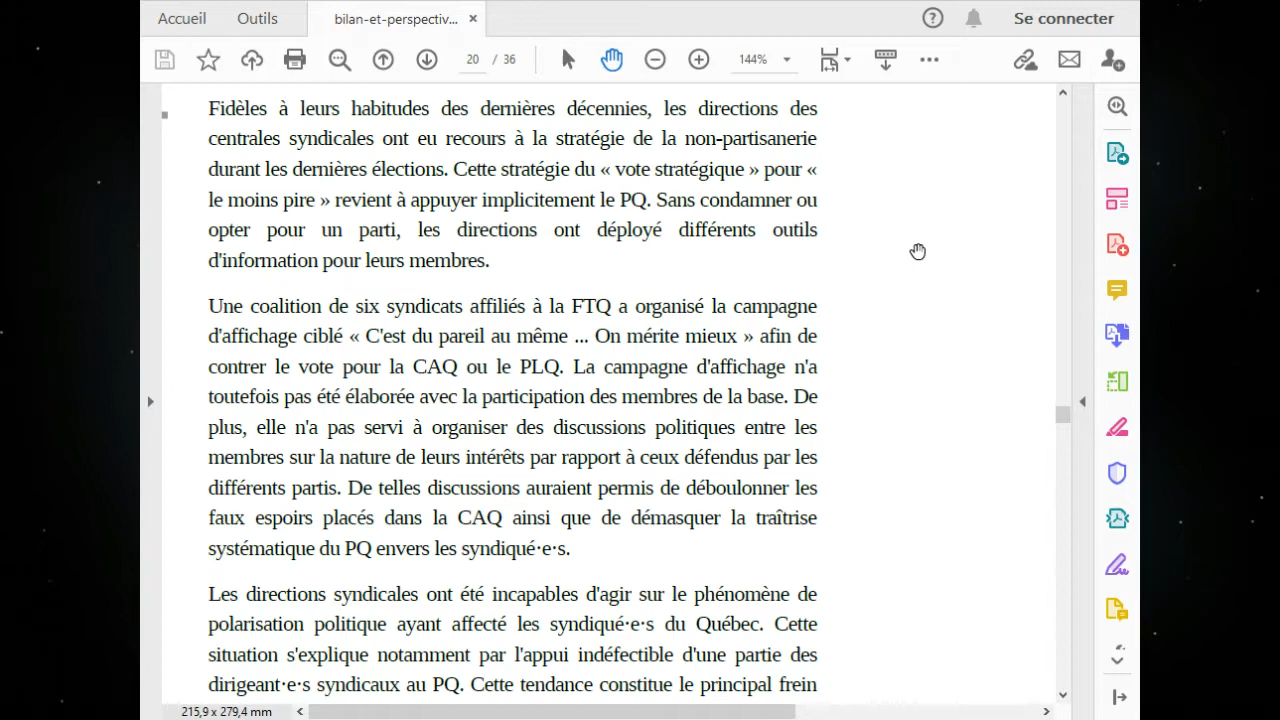 Accueil Outils bilan-et-perspectiv... × Se connecter
20 / 36 144%
Fidèles à leurs habitudes des dernières décennies, les directions des
centrales syndicales ont eu recours à la stratégie de la non-partisanerie
durant les dernières élections. Cette stratégie du « vote stratégique » pour «
le moins pire » revient à appuyer implicitement le PQ. Sans condamner ou
opter pour un parti, les directions ont déployé différents outils
d'information pour leurs membres.
Une coalition de six syndicats affiliés à la FTQ a organisé la campagne
d'affichage ciblé « C'est du pareil au même ... On mérite mieux » afin de
contrer le vote pour la CAQ ou le PLQ. La campagne d'affichage n'a
toutefois pas été élaborée avec la participation des membres de la base. De
plus, elle n'a pas servi à organiser des discussions politiques entre les
membres sur la nature de leurs intérêts par rapport à ceux défendus par les
différents partis. De telles discussions auraient permis de déboulonner les
faux espoirs placés dans la CAQ ainsi que de démasquer la traîtrise
systématique du PQ envers les syndiqué·e·s.
Les directions syndicales ont été incapables d'agir sur le phénomène de
polarisation politique ayant affecté les syndiqué·e·s du Québec. Cette
situation s'explique notamment par l'appui indéfectible d'une partie des
dirigeant·e·s syndicaux au PQ. Cette tendance constitue le principal frein
215,9 x 279,4 mm